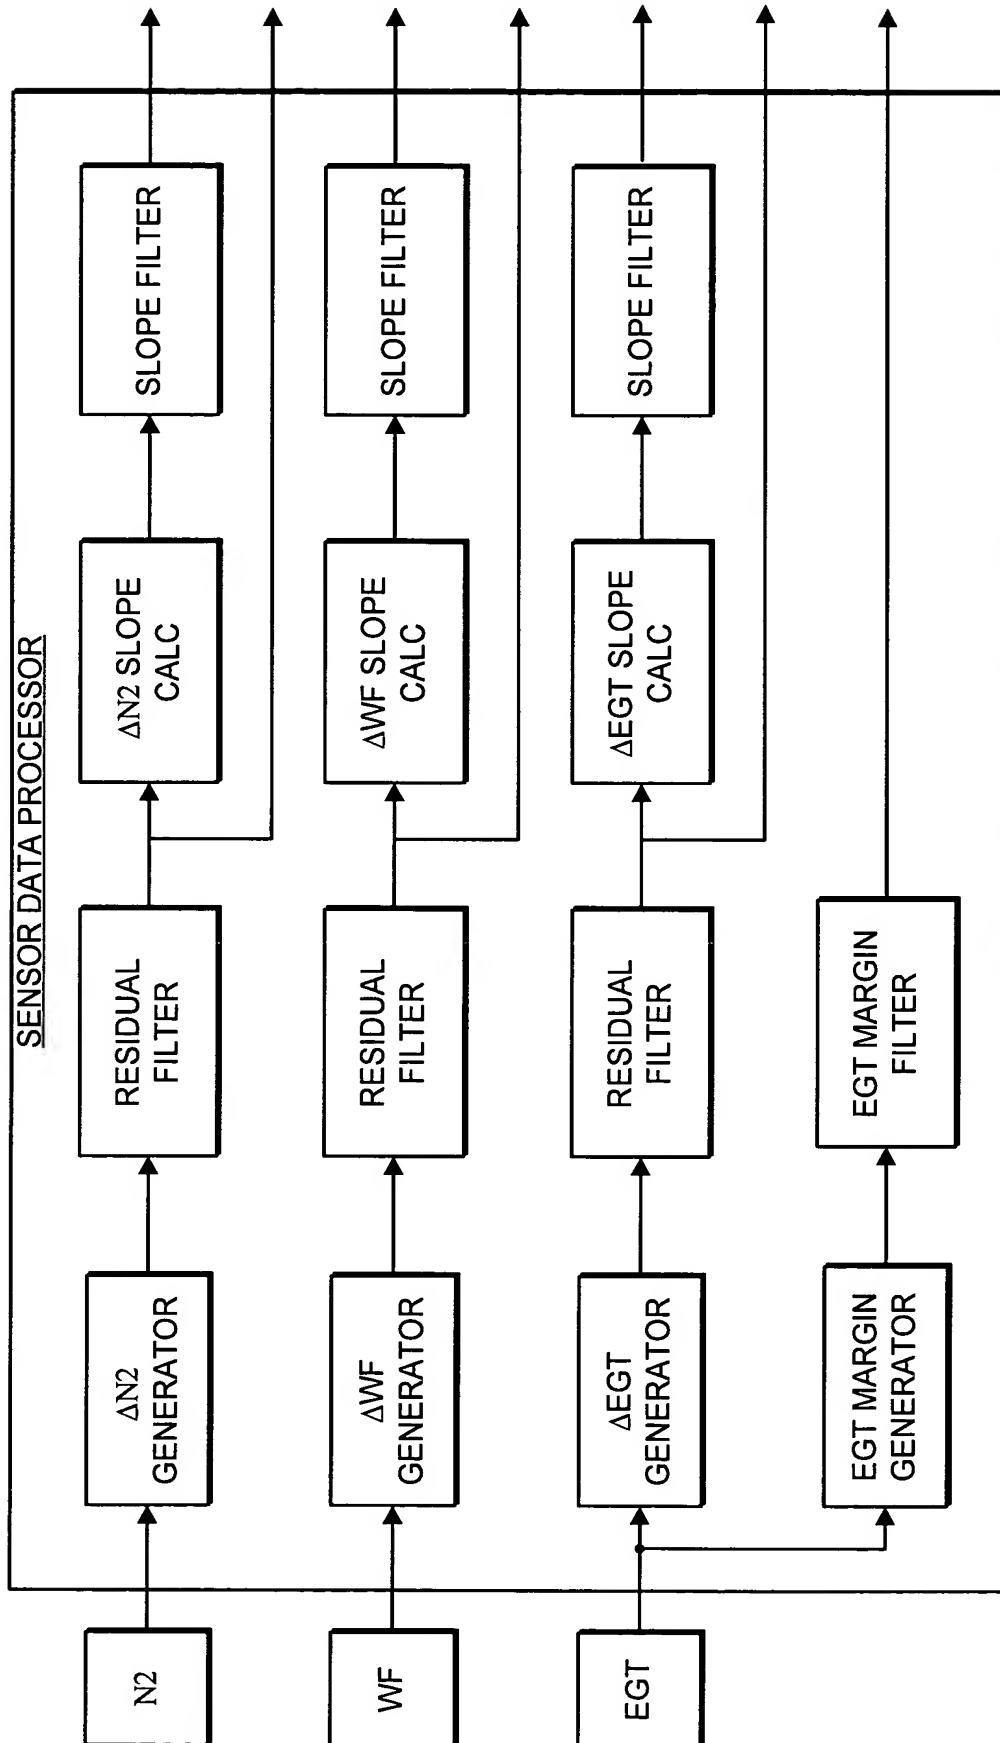 SENSOR DATA PROCESSOR
N2
ΔN2
GENERATOR
RESIDUAL
FILTER
ΔN2 SLOPE
CALC
SLOPE FILTER
WF
ΔWF
GENERATOR
RESIDUAL
FILTER
ΔWF SLOPE
CALC
SLOPE FILTER
EGT
ΔEGT
GENERATOR
RESIDUAL
FILTER
ΔEGT SLOPE
CALC
SLOPE FILTER
EGT MARGIN
GENERATOR
EGT MARGIN
FILTER